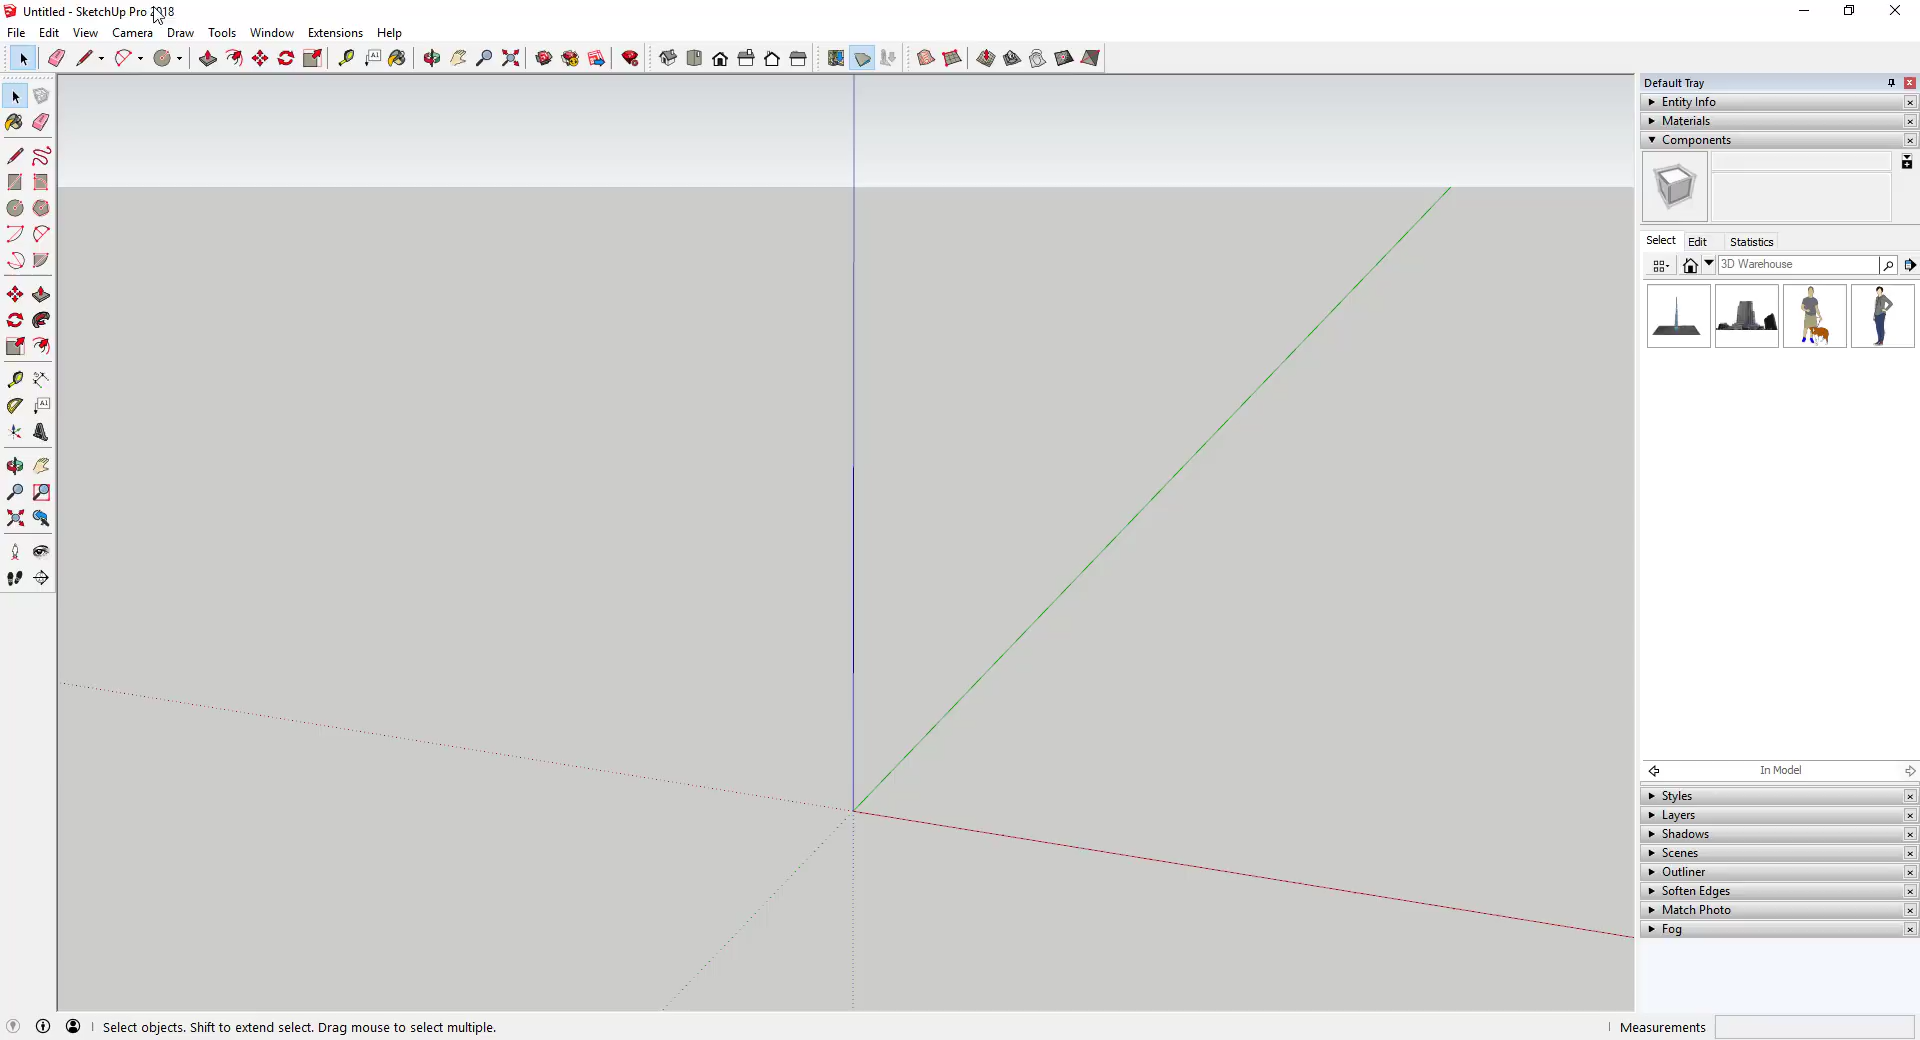 Untitled - SketchUp Pro 2018
File Edit View Camera Draw Tools Window Extensions Help
Default Tray
Entity Info
Materials
Components
Select Edit Statistics
3D Warehouse
In Model
Styles
Layers
Shadows
Scenes
Outliner
Soften Edges
Match Photo
Fog
Select objects. Shift to extend select. Drag mouse to select multiple.
Measurements